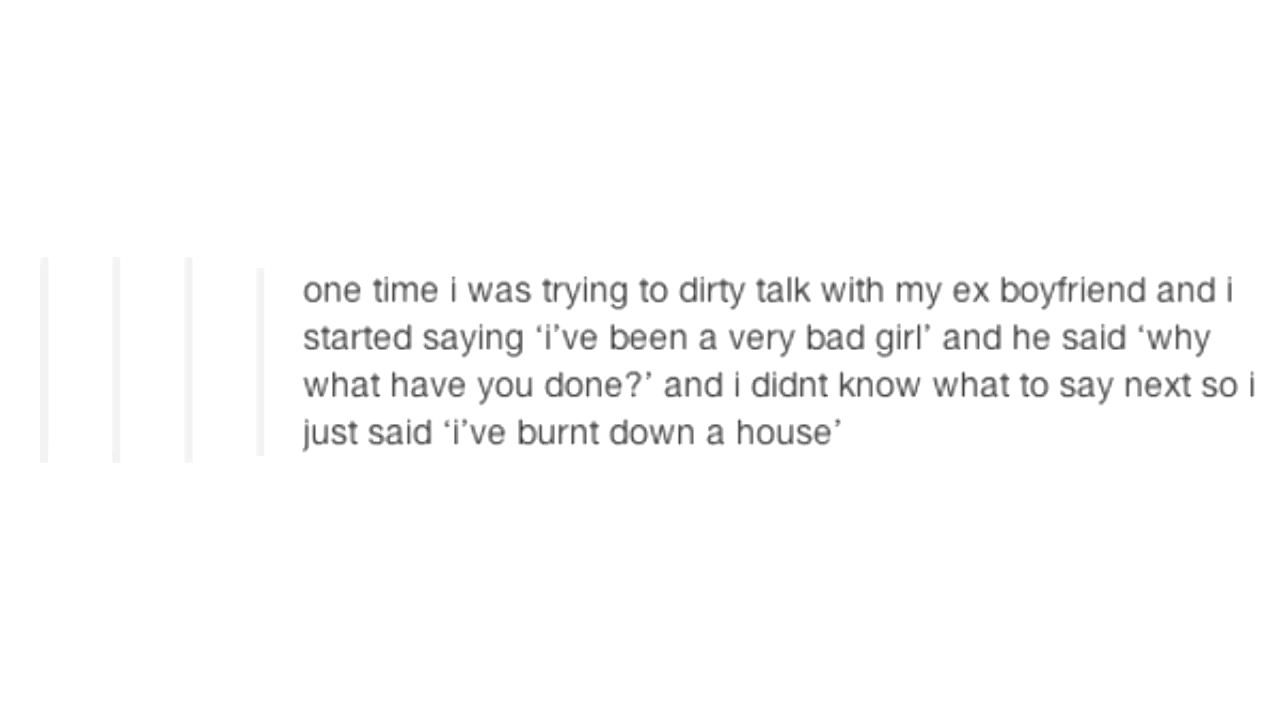 one time i was trying to dirty talk with my ex boyfriend and i
started saying ‘i’ve been a very bad girl’ and he said ‘why
what have you done?’ and i didnt know what to say next so i
just said ‘i’ve burnt down a house’